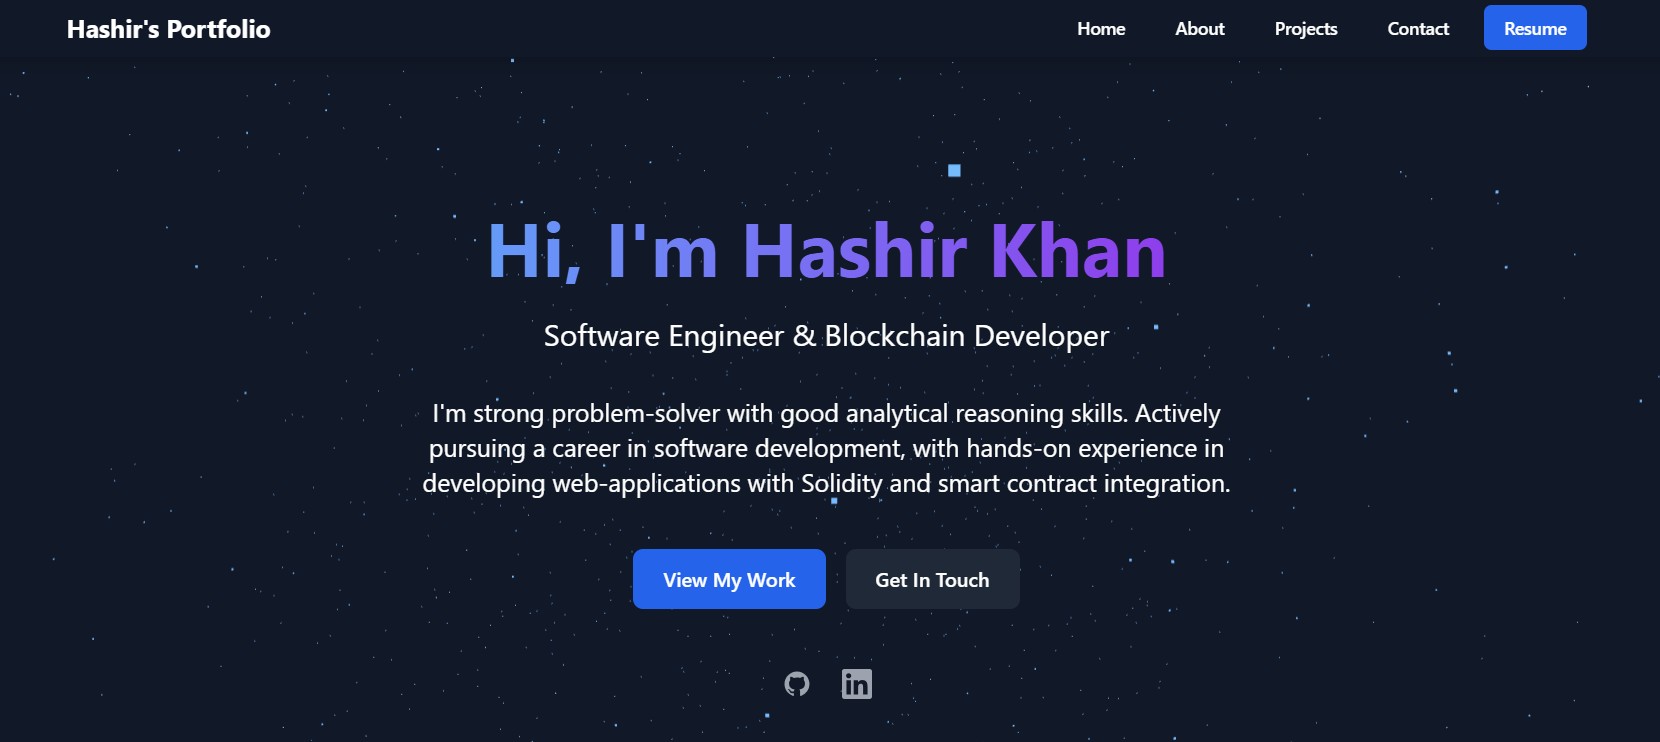 Hashir's Portfolio
Home
About
Projects
Contact
Resume
Hi, I'm Hashir Khan
Software Engineer & Blockchain Developer
I'm strong problem-solver with good analytical reasoning skills. Actively
pursuing a career in software development, with hands-on experience in
developing web-applications with Solidity and smart contract integration.
View My Work
Get In Touch
in